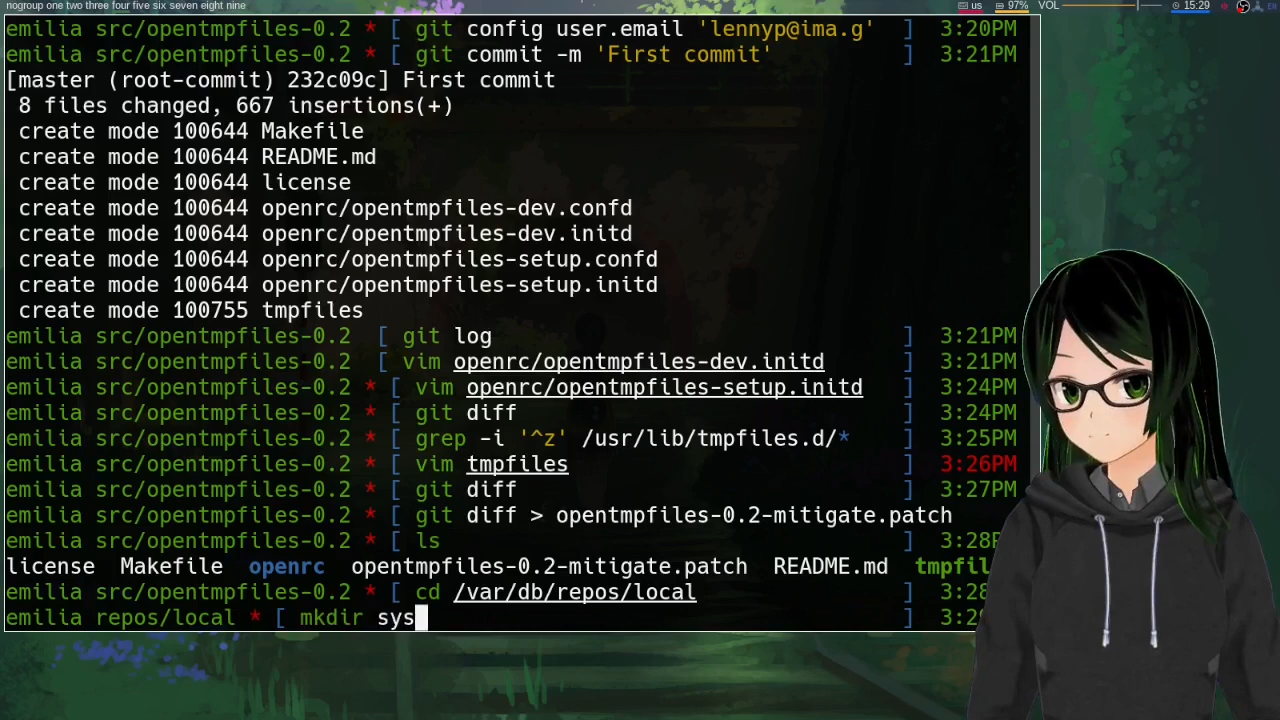 nogroup one two three four five six seven eight nine us 97% VOL 15:29
emilia src/opentmpfiles-0.2 * [ git config user.email 'lennyp@ima.g' ] 3:20PM
emilia src/opentmpfiles-0.2 * [ git commit -m 'First commit' ] 3:21PM
[master (root-commit) 232c09c] First commit
8 files changed, 667 insertions(+)
create mode 100644 Makefile
create mode 100644 README.md
create mode 100644 license
create mode 100644 openrc/opentmpfiles-dev.confd
create mode 100644 openrc/opentmpfiles-dev.initd
create mode 100644 openrc/opentmpfiles-setup.confd
create mode 100644 openrc/opentmpfiles-setup.initd
create mode 100755 tmpfiles
emilia src/opentmpfiles-0.2 [ git log ] 3:21PM
emilia src/opentmpfiles-0.2 [ vim openrc/opentmpfiles-dev.initd ] 3:21PM
emilia src/opentmpfiles-0.2 * [ vim openrc/opentmpfiles-setup.initd ] 3:24PM
emilia src/opentmpfiles-0.2 * [ git diff ] 3:24PM
emilia src/opentmpfiles-0.2 * [ grep -i '^z' /usr/lib/tmpfiles.d/* ] 3:25PM
emilia src/opentmpfiles-0.2 * [ vim tmpfiles ] 3:26PM
emilia src/opentmpfiles-0.2 * [ git diff ] 3:27PM
emilia src/opentmpfiles-0.2 * [ git diff > opentmpfiles-0.2-mitigate.patch
emilia src/opentmpfiles-0.2 * [ ls ] 3:28P
license Makefile openrc opentmpfiles-0.2-mitigate.patch README.md tmpfil
emilia src/opentmpfiles-0.2 * [ cd /var/db/repos/local ] 3:28
emilia repos/local * [ mkdir sys ] 3:2